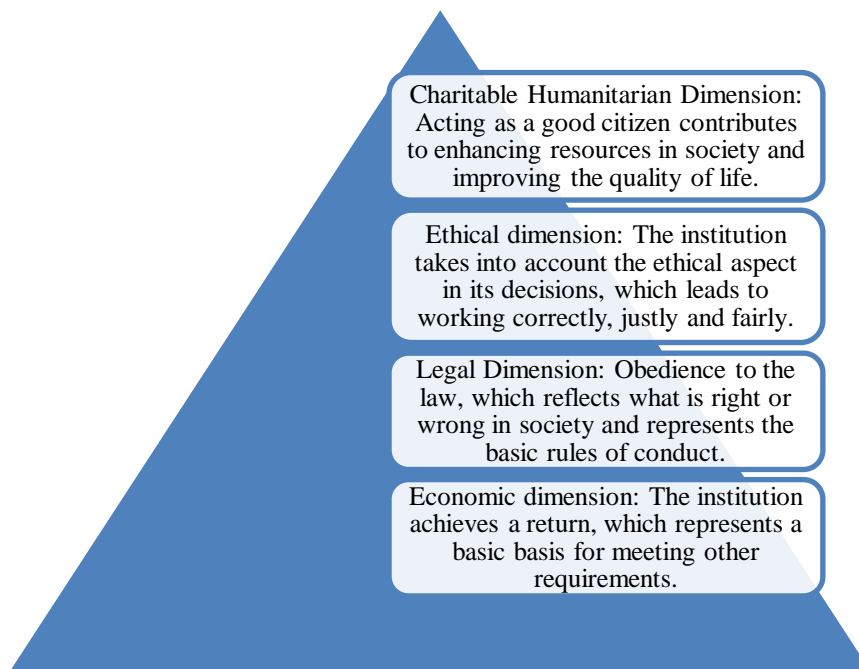 Charitable Humanitarian Dimension:
Acting as a good citizen contributes
to enhancing resources in society and
improving the quality of life.
Ethical dimension: The institution
takes into account the ethical aspect
in its decisions, which leads to
working correctly, justly and fairly.
Legal Dimension: Obedience to the
law, which reflects what is right or
wrong in society and represents the
basic rules of conduct.
Economic dimension: The institution
achieves a return, which represents a
basic basis for meeting other
requirements.